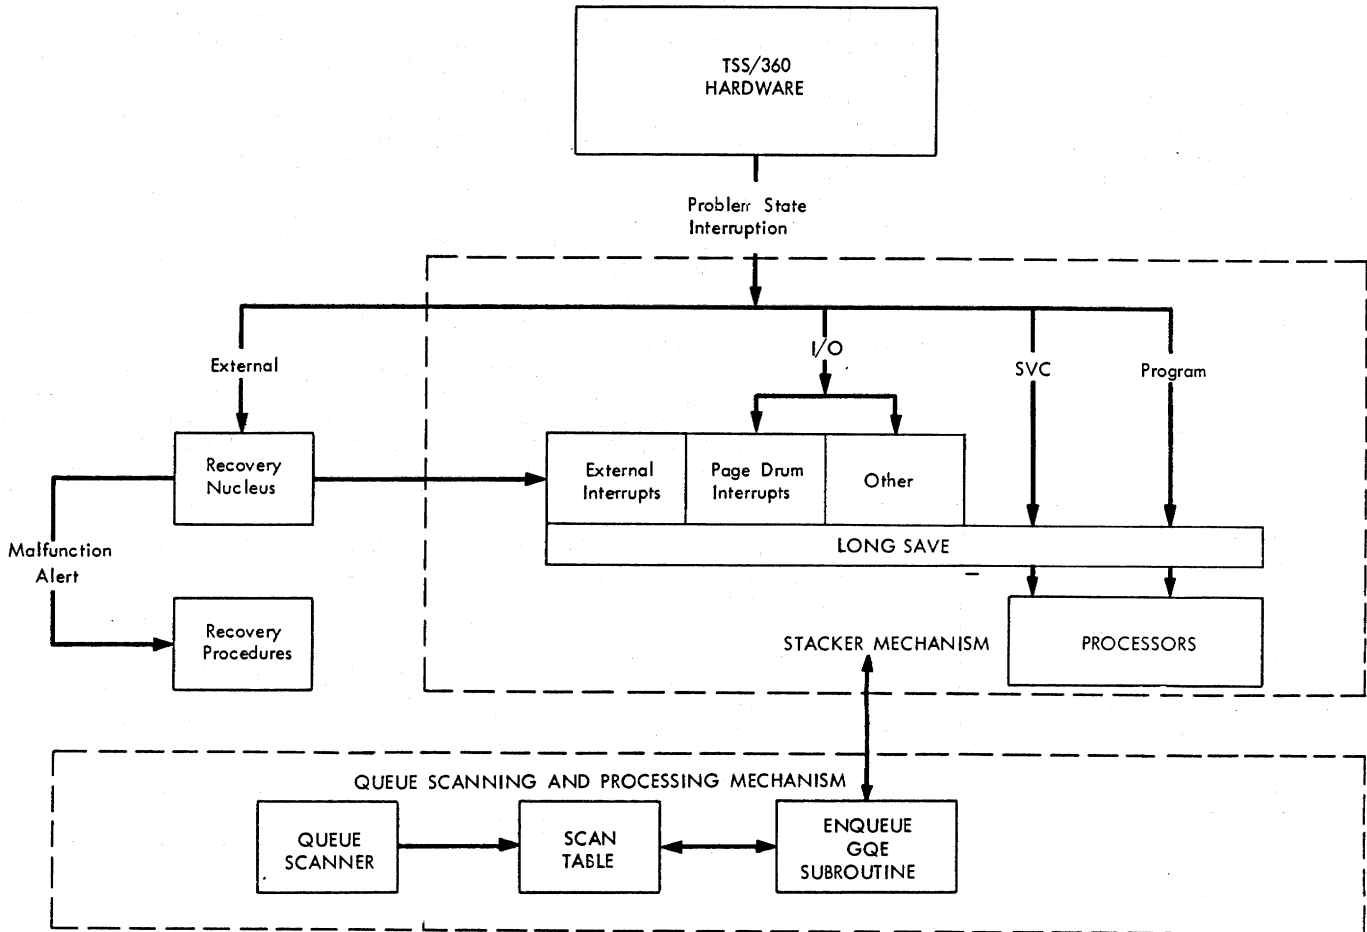 TSS/360
HARDWARE
Problem State
Interruption
External
I/O
SVC
Program
Recovery
Nucleus
External
Interrupts
Page Drum
Interrupts
Other
LONG SAVE
Malfunction
Alert
Recovery
Procedures
STACKER MECHANISM
PROCESSORS
QUEUE SCANNING AND PROCESSING MECHANISM
QUEUE
SCANNER
SCAN
TABLE
ENQUEUE
GQE
SUBROUTINE